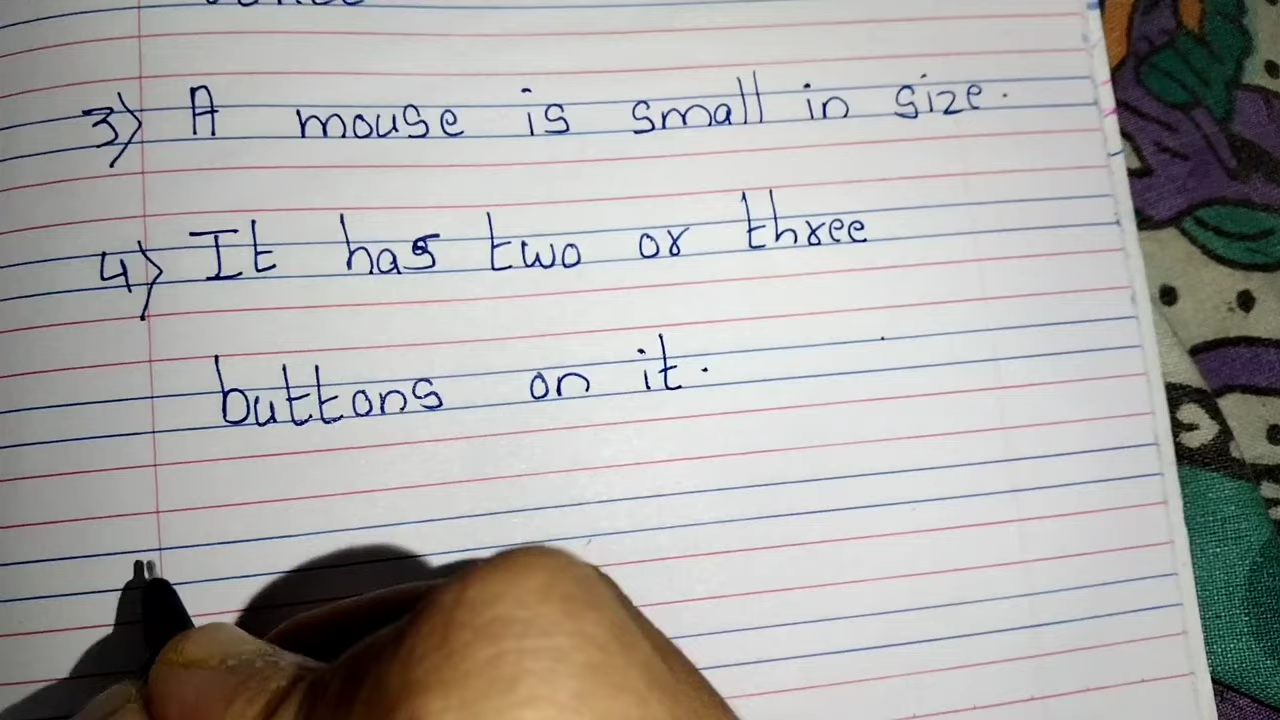 3) A mouse is small in size.
4) It has two or three
buttons on it.